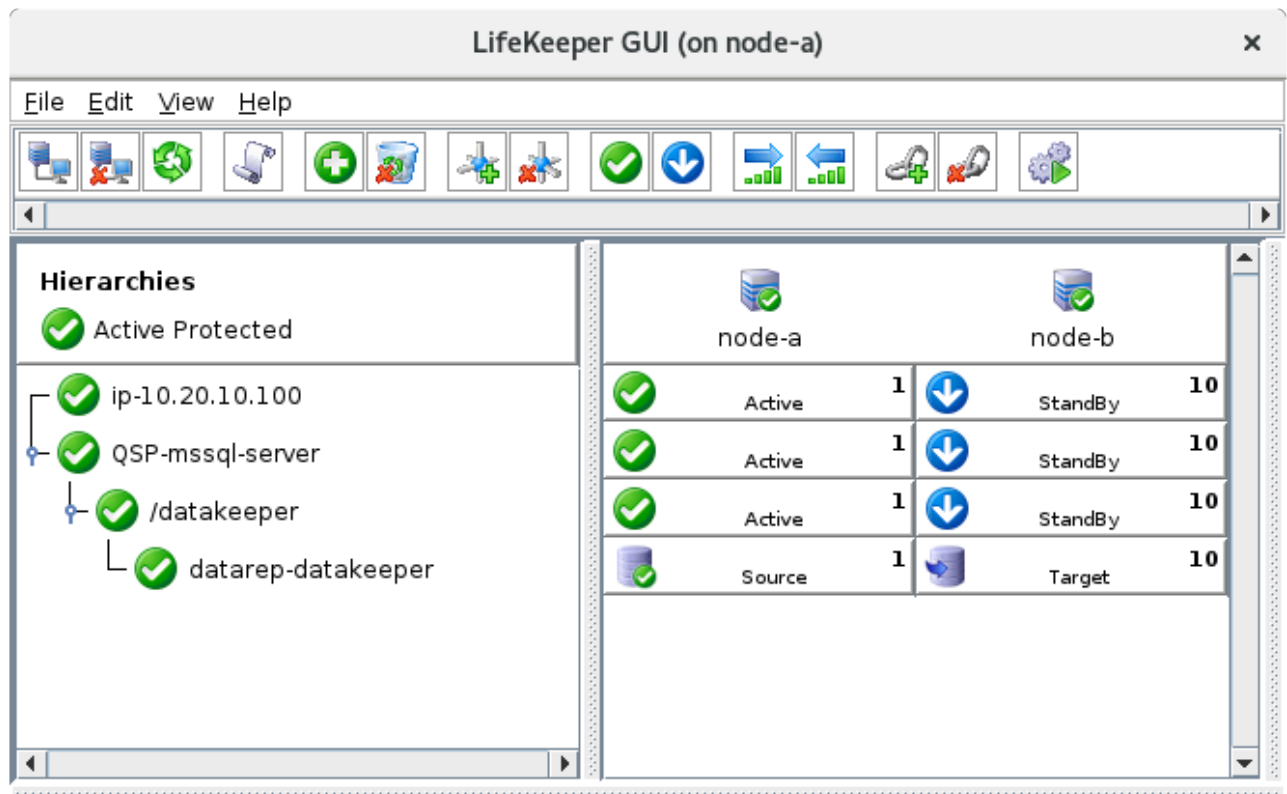 LifeKeeper GUI (on node-a)
File Edit View Help
Hierarchies
Active Protected
node-a node-b
ip-10.20.10.100 Active 1 StandBy 10
QSP-mssql-server Active 1 StandBy 10
/datakeeper Active 1 StandBy 10
datarep-datakeeper Source 1 Target 10